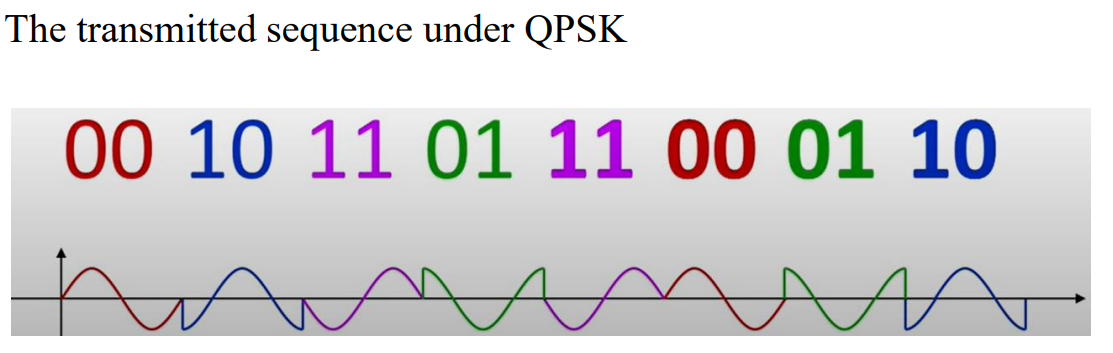 The transmitted sequence under QPSK
00 10 11 01 11 00 01 10